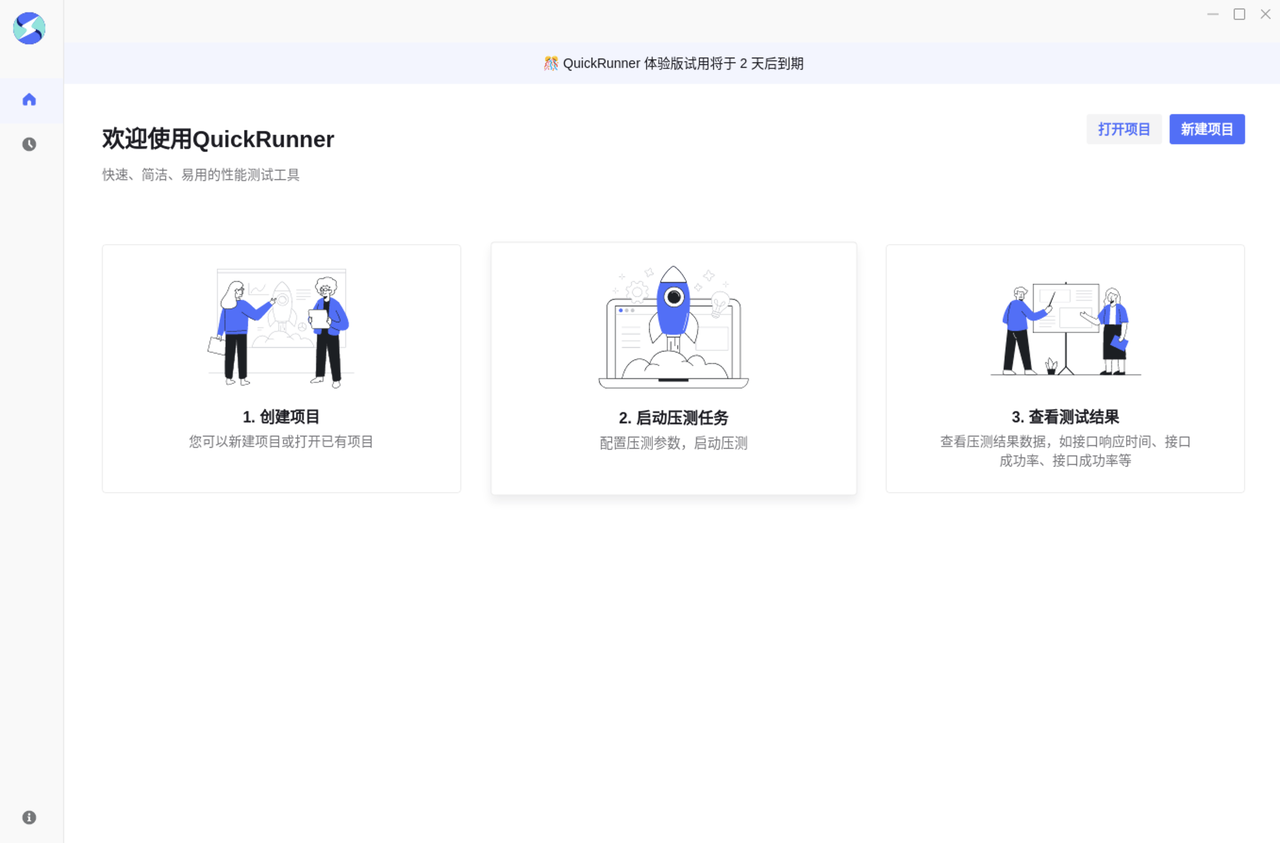 🎊 QuickRunner 体验版试用将于 2 天后到期
欢迎使用QuickRunner
打开项目
新建项目
快速、简洁、易用的性能测试工具
1. 创建项目
您可以新建项目或打开已有项目
2. 启动压测任务
配置压测参数，启动压测
3. 查看测试结果
查看压测结果数据，如接口响应时间、接口
成功率、接口成功率等